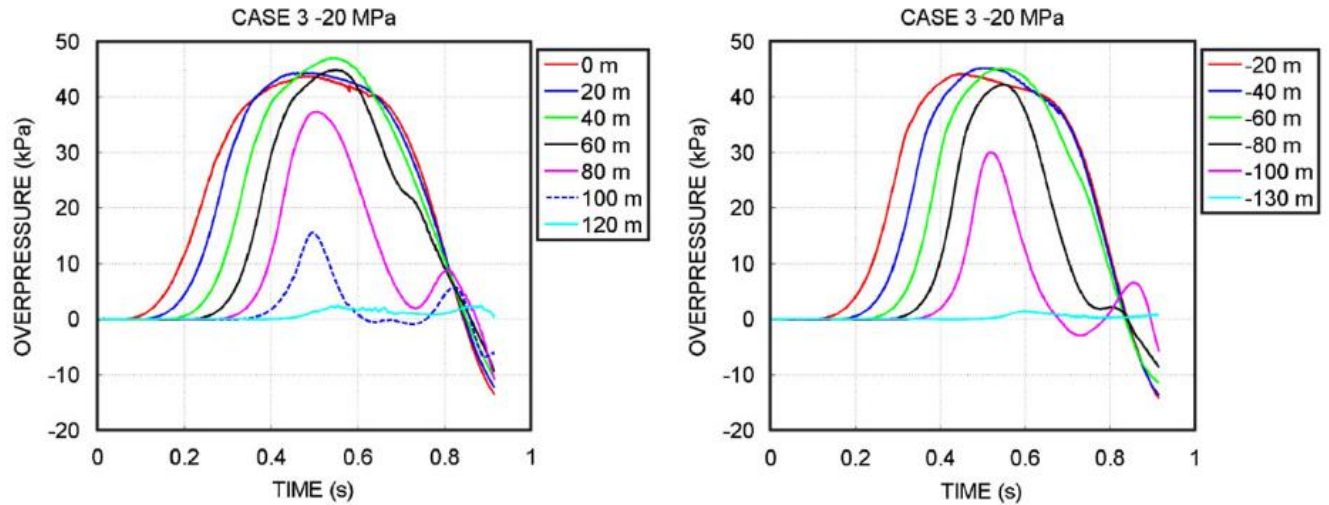 CASE 3 -20 MPa
OVERPRESSURE (kPa)
50
40
30
20
10
0
-10
-20
0
0.2
0.4
0.6
0.8
1
TIME (s)
0 m
20 m
40 m
60 m
80 m
100 m
120 m
CASE 3 -20 MPa
OVERPRESSURE (kPa)
50
40
30
20
10
0
-10
-20
0
0.2
0.4
0.6
0.8
1
TIME (s)
-20 m
-40 m
-60 m
-80 m
-100 m
-130 m